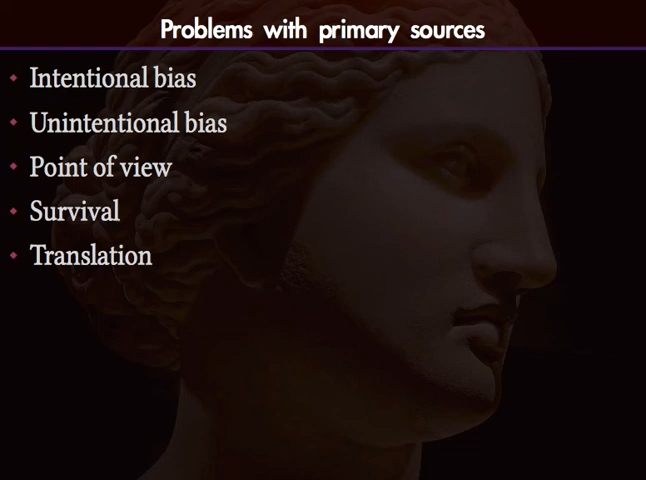 Problems with primary sources
Intentional bias
Unintentional bias
Point of view
Survival
Translation